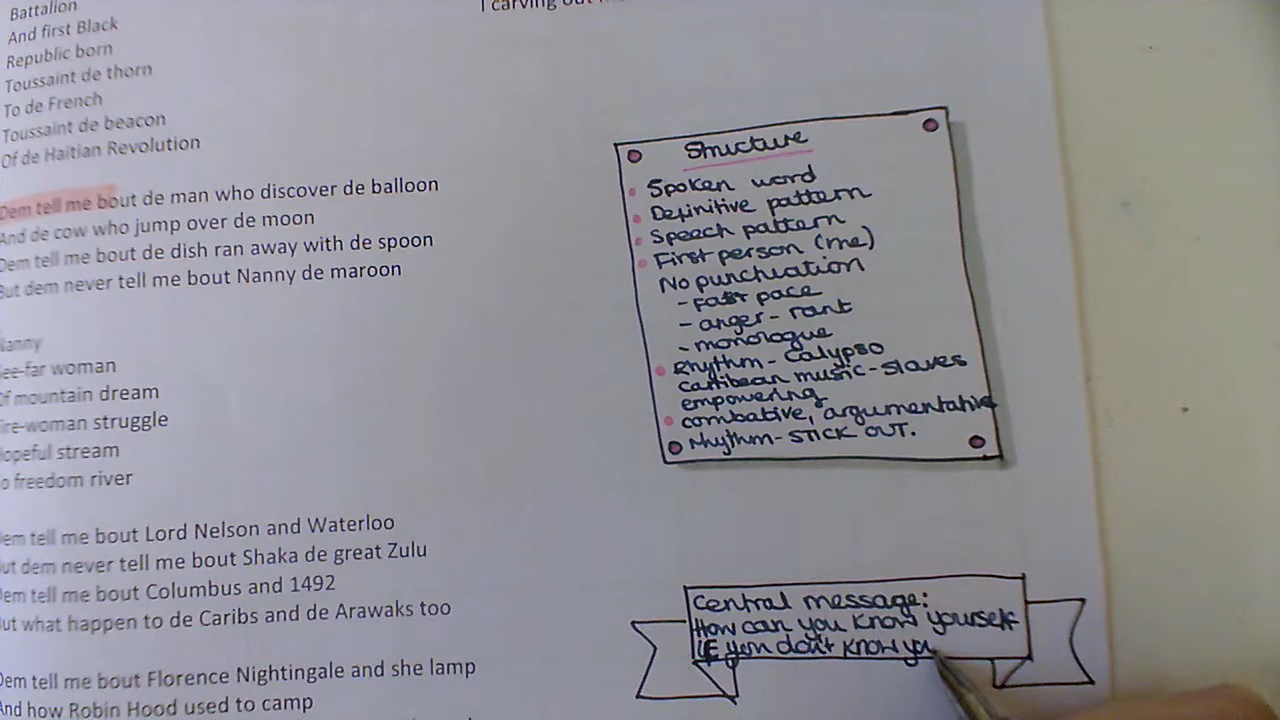 Battalion
And first Black
Republic born
Toussaint de thorn
To de French
Toussaint de beacon
Of de Haitian Revolution
Dem tell me bout de man who discover de balloon
And de cow who jump over de moon
Dem tell me bout de dish ran away with de spoon
But dem never tell me bout Nanny de maroon
Nanny
see-far woman
Of mountain dream
fire-woman struggle
Hopeful stream
To freedom river
Dem tell me bout Lord Nelson and Waterloo
But dem never tell me bout Shaka de great Zulu
Dem tell me bout Columbus and 1492
But what happen to de Caribs and de Arawaks too
Dem tell me bout Florence Nightingale and she lamp
And how Robin Hood used to camp
I carving out
Structure
Spoken word
Definitive pattern
Speech pattern
First person (me)
No punctuation
- Fast pace
- anger - rant
- monologue
Rhythm - Calypso
carribean music - slaves
empowering
combative, argumentative
Rhythm - STICK OUT.
Central message:
How can you know yourself
if you don't know yo